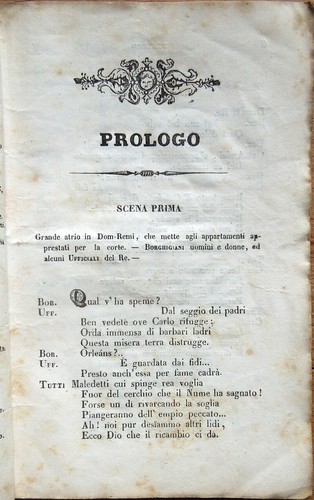 PROLOGO
SCENA PRIMA
Grande atrio in Dom-Remi, che mette agli appartamenti ap-
prestati per la corte. — BORGHIGIANI uomini e donne, ed
alcuni UFFICIALI del Re. —
BOR. Qual v'ha speme?
UFF. Dal seggio dei padri
Ben vedete ove Carlo rifugge:
Orda immensa di barbari ladri
Questa misera terra distrugge.
BOR. Orleàns?..
UFF. È guardata dai fidi...
Presto anch'essa per fame cadrà.
TUTTI Maledetti cui spinge rea voglia
Fuor del cerchio che il Nume ha segnato!
Forse un dì rivarcando la soglia
Piangeranno dell'empio peccato...
Ah! noi pur desiammo altri lidi,
Ecco Dio che il ricambio ci dà.